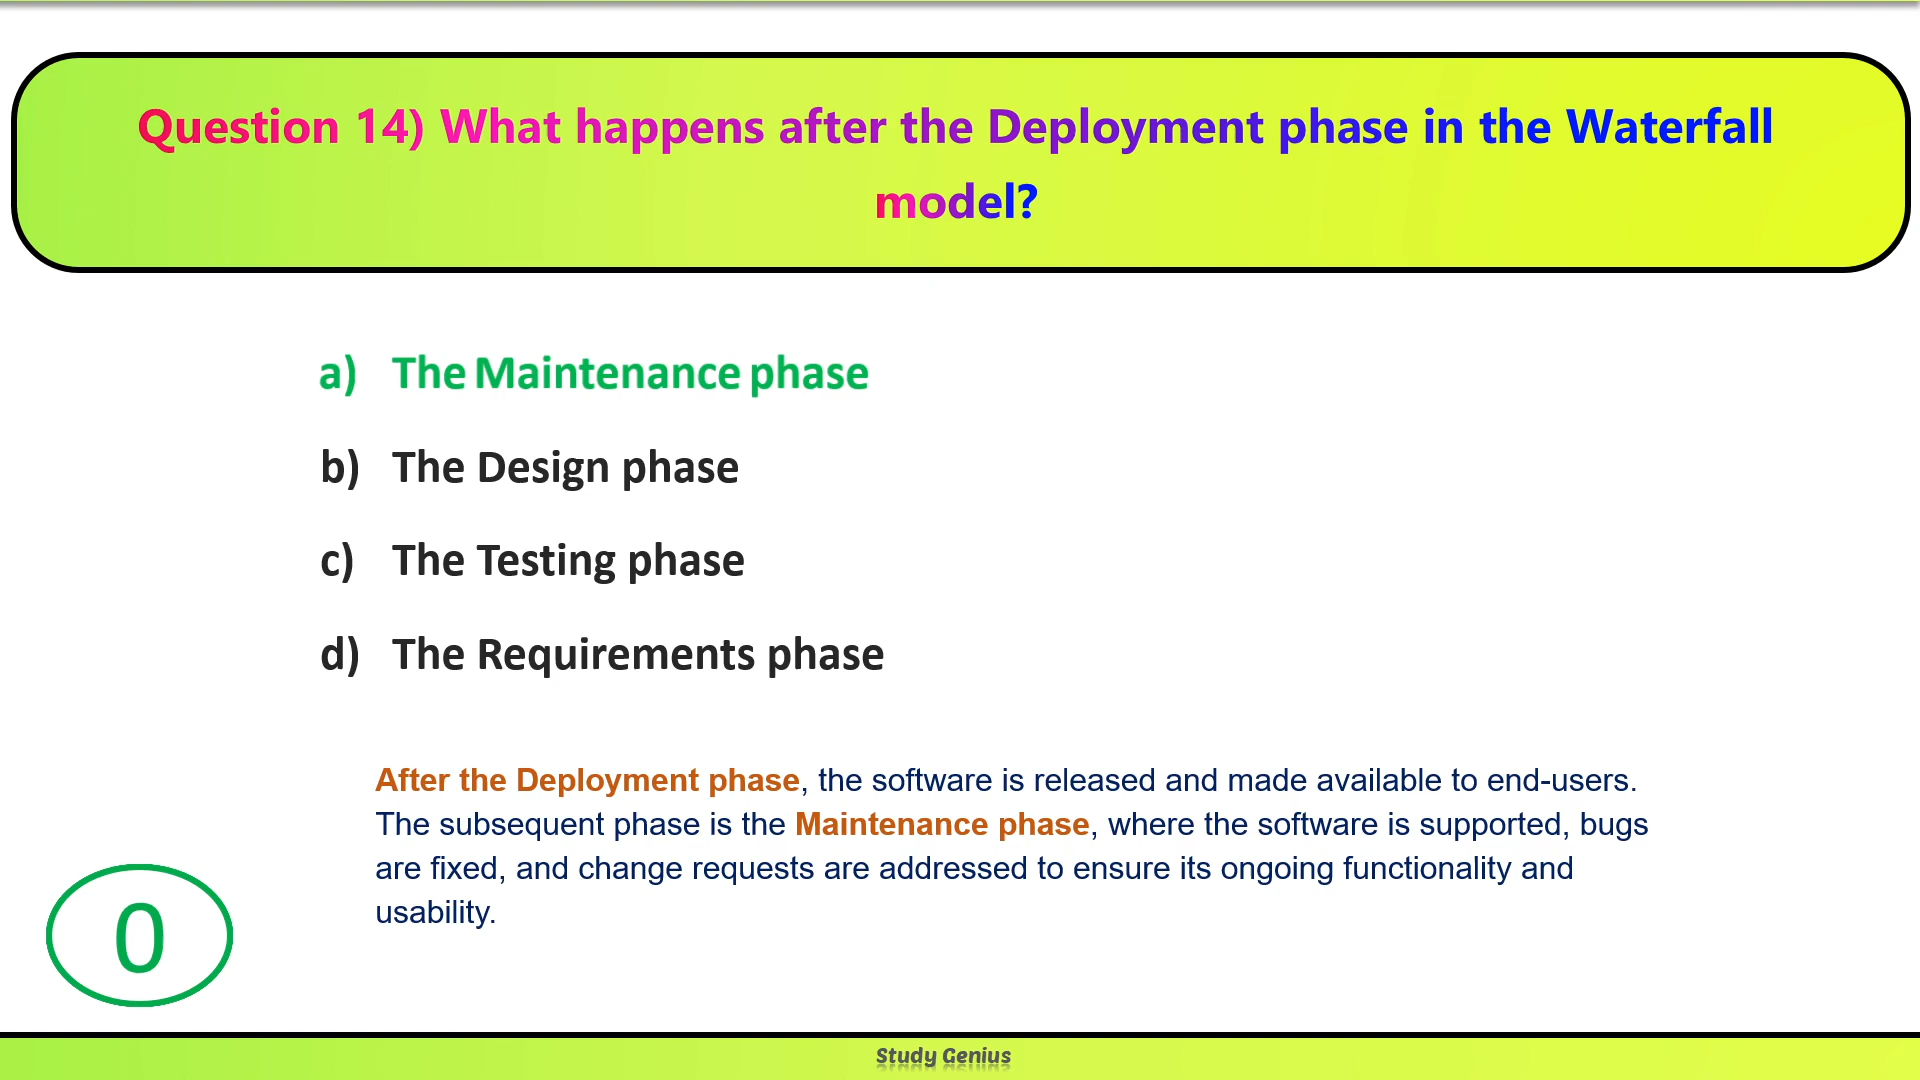 Question 14) What happens after the Deployment phase in the Waterfall
model?
a) The Maintenance phase
b) The Design phase
c) The Testing phase
d) The Requirements phase
After the Deployment phase, the software is released and made available to end-users.
The subsequent phase is the Maintenance phase, where the software is supported, bugs
are fixed, and change requests are addressed to ensure its ongoing functionality and
usability.
0
Study Genius